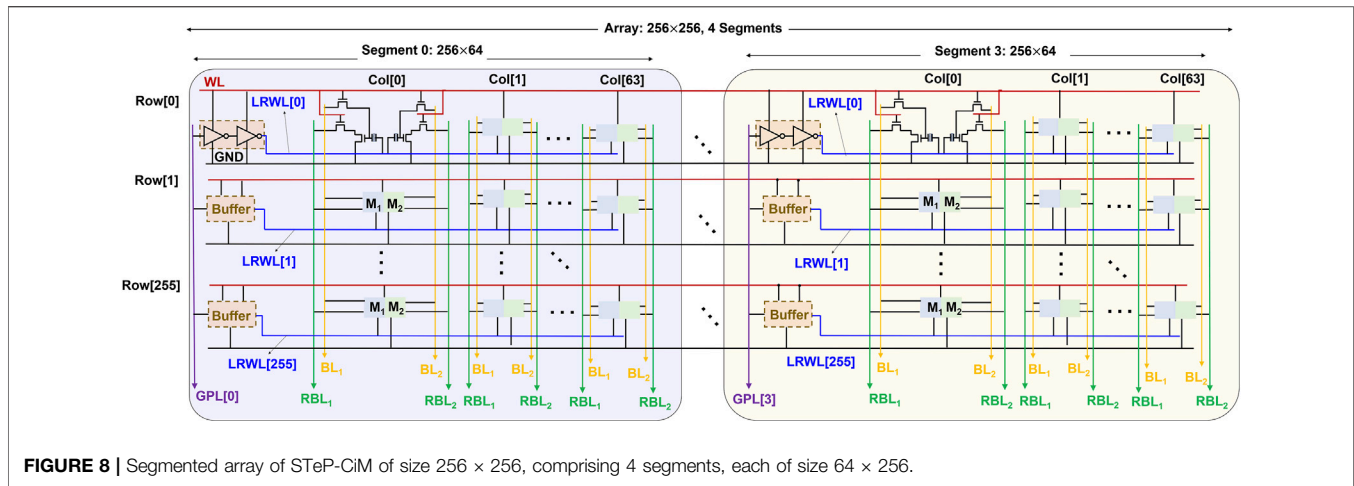 Array: 256×256, 4 Segments
Segment 0: 256×64 Segment 3: 256×64
WL Col[0] Col[1] Col[63] Col[0] Col[1] Col[63]
Row[0] LRWL[0] LRWL[0]
GND
Row[1]
Buffer M1 M2 Buffer M1 M2
LRWL[1] LRWL[1]
Row[255]
Buffer M1 M2 Buffer M1 M2
LRWL[255] LRWL[255]
BL1 BL2 BL1 BL2 BL1 BL2 BL1 BL2 BL1 BL2 BL1 BL2
GPL[0] RBL1 RBL2 RBL1 RBL2 RBL1 RBL2 GPL[3] RBL1 RBL2 RBL1 RBL2 RBL1 RBL2
FIGURE 8 | Segmented array of STeP-CiM of size 256 × 256, comprising 4 segments, each of size 64 × 256.